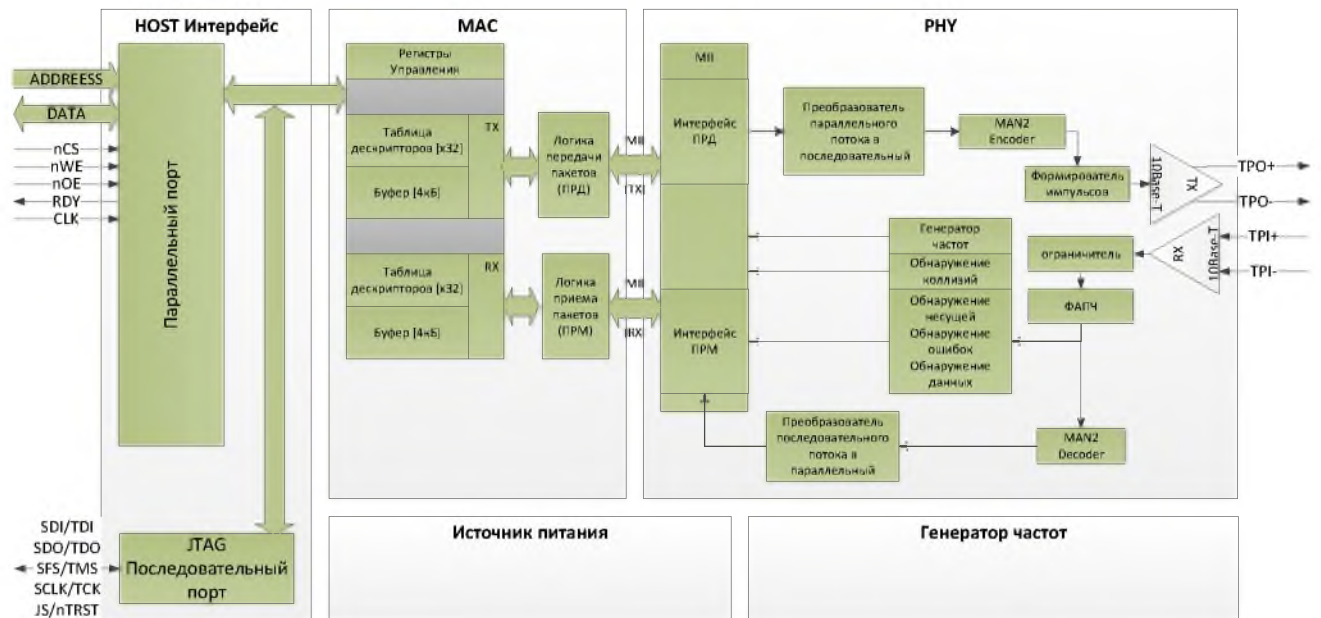 HOST Интерфейс
ADDREESS
DATA
nCS
nWE
nOE
RDY
CLK
Параллельный порт
SDI/TDI
SDO/TDO
SFS/TMS
SCLK/TCK
JS/nTRST
JTAG
Последовательный
порт
MAC
Регистры
Управления
Таблица
дескрипторов [x32]
Буфер [4кБ]
TX
Таблица
дескрипторов [x32]
Буфер [4кБ]
RX
Логика
передачи
пакетов
(ПРД)
Логика
приема
пакетов
(ПРМ)
MII
(TX)
MII
(RX)
PHY
MII
Интерфейс
ПРД
Интерфейс
ПРМ
Преобразователь
параллельного
потока в
последовательный
MAN2
Encoder
Формирователь
импульсов
10Base-T
TX
TPO+
TPO-
Генератор
частот
Обнаружение
коллизий
Обнаружение
несущей
Обнаружение
ошибок
Обнаружение
данных
ограничитель
RX
10Base-T
TPI+
TPI-
ФАПЧ
Преобразователь
последовательного
потока в
параллельный
MAN2
Decoder
Источник питания
Генератор частот